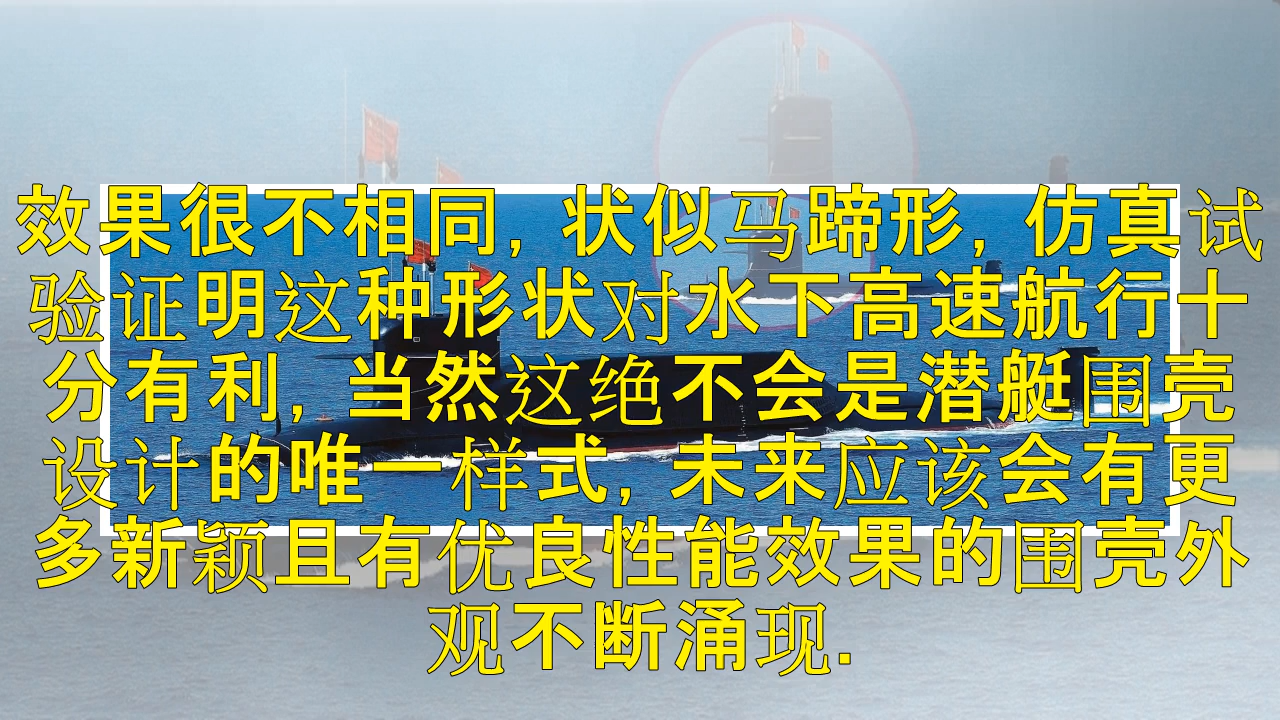 效果很不相同, 状似马蹄形, 仿真试
验证明这种形状对水下高速航行十
分有利, 当然这绝不会是潜艇围壳
设计的唯一样式, 未来应该会有更
多新颖且有优良性能效果的围壳外
观不断涌现.